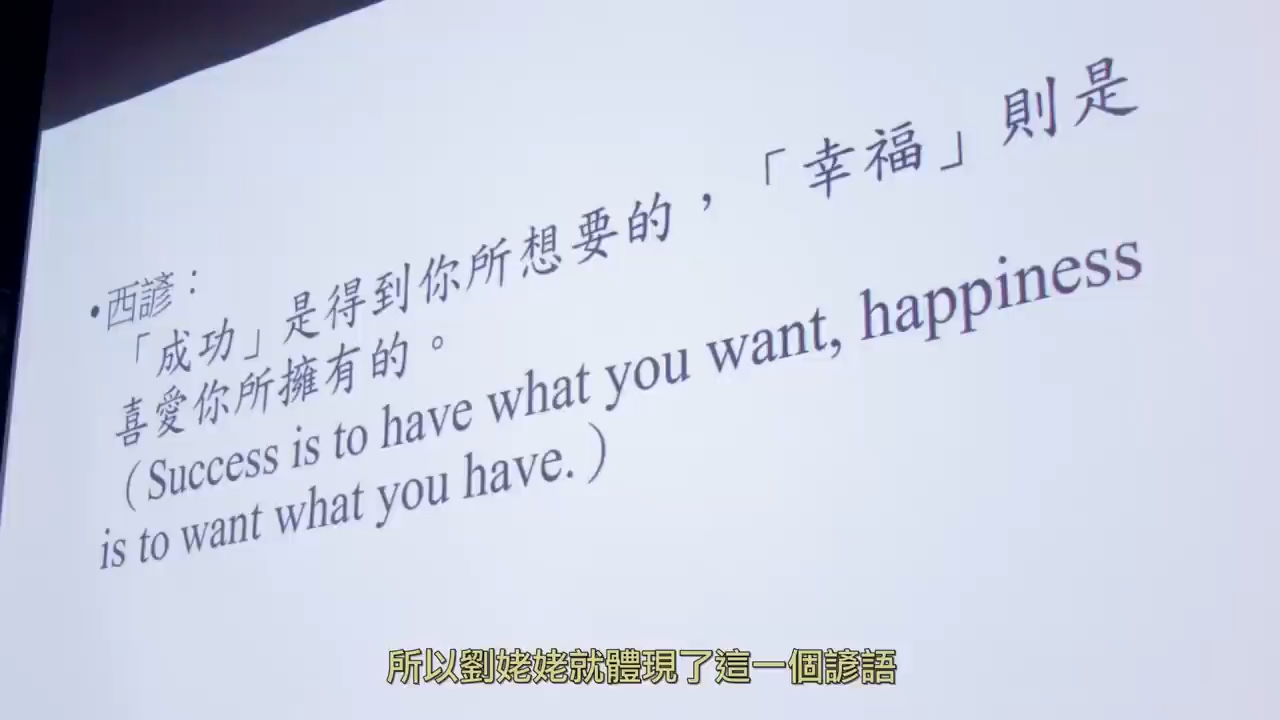 •西諺：
「成功」是得到你所想要的，「幸福」則是
喜愛你所擁有的。
（Success is to have what you want, happiness
is to want what you have.）
所以劉姥姥就體現了這一個諺語